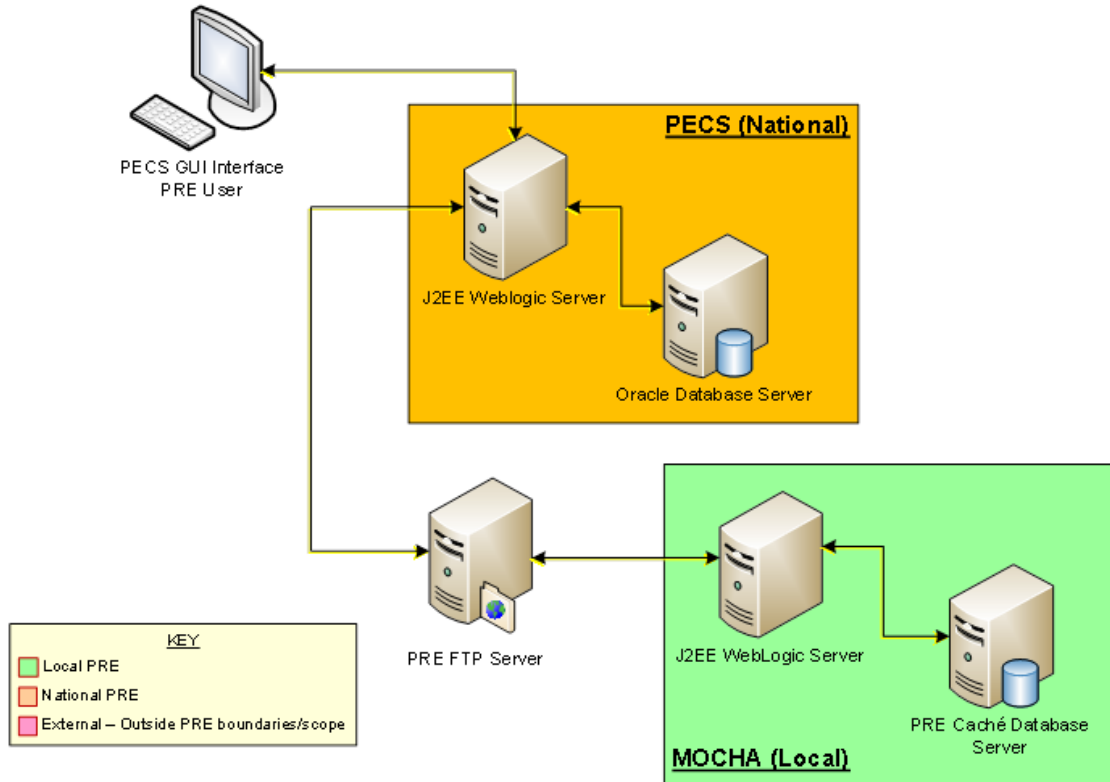 PECS GUI Interface
PRE User
PECS (National)
J2EE Weblogic Server
Oracle Database Server
PRE FTP Server
J2EE WebLogic Server
PRE Caché Database
Server
MOCHA (Local)
KEY
Local PRE
National PRE
External – Outside PRE boundaries/scope